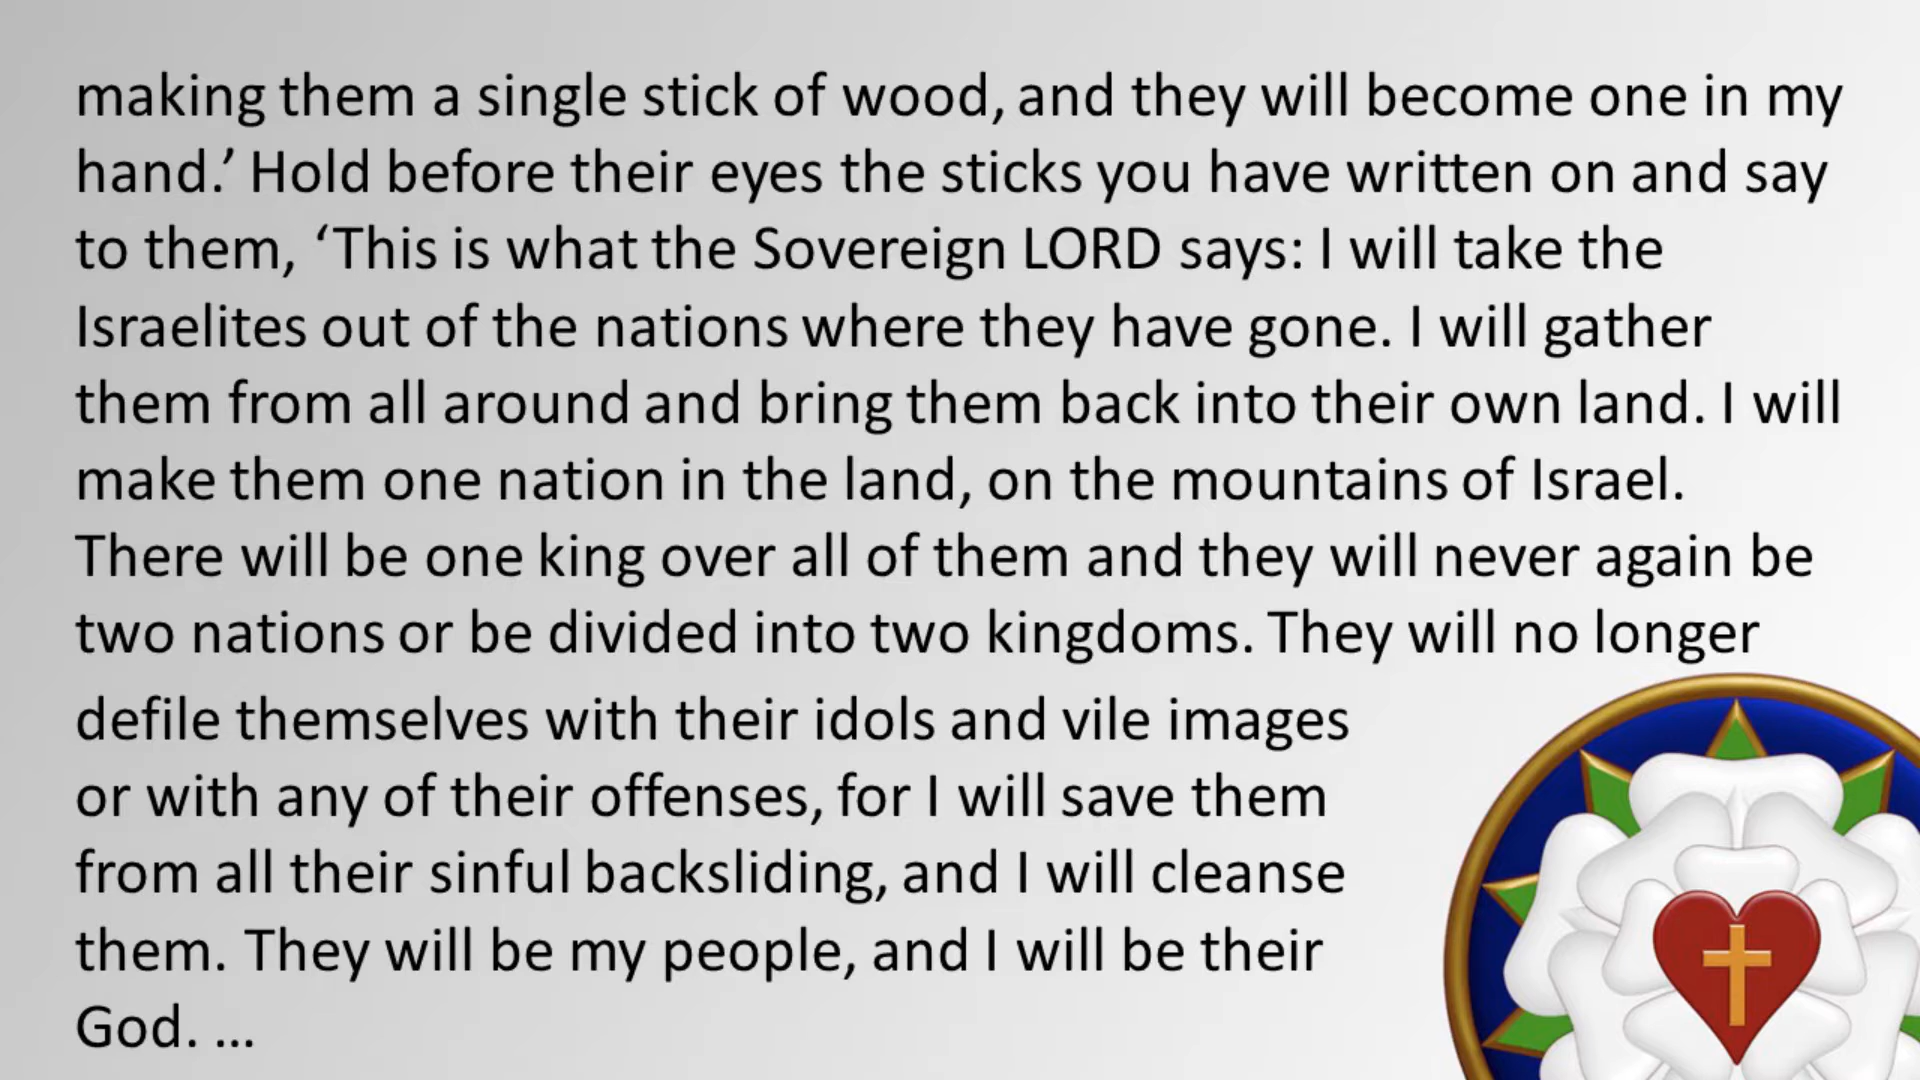 making them a single stick of wood, and they will become one in my
hand.’ Hold before their eyes the sticks you have written on and say
to them, ‘This is what the Sovereign LORD says: I will take the
Israelites out of the nations where they have gone. I will gather
them from all around and bring them back into their own land. I will
make them one nation in the land, on the mountains of Israel.
There will be one king over all of them and they will never again be
two nations or be divided into two kingdoms. They will no longer
defile themselves with their idols and vile images
or with any of their offenses, for I will save them
from all their sinful backsliding, and I will cleanse
them. They will be my people, and I will be their
God. ...